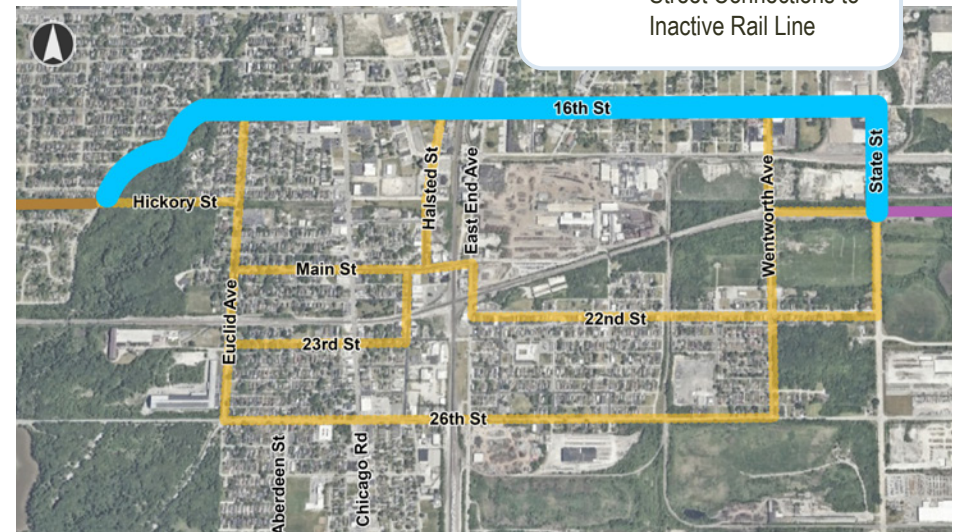 Street Connections to
Inactive Rail Line
16th St
State St
Halsted St
East End Ave
Wentworth Ave
Hickory St
Main St
Euclid Ave
22nd St
23rd St
26th St
Aberdeen St
Chicago Rd